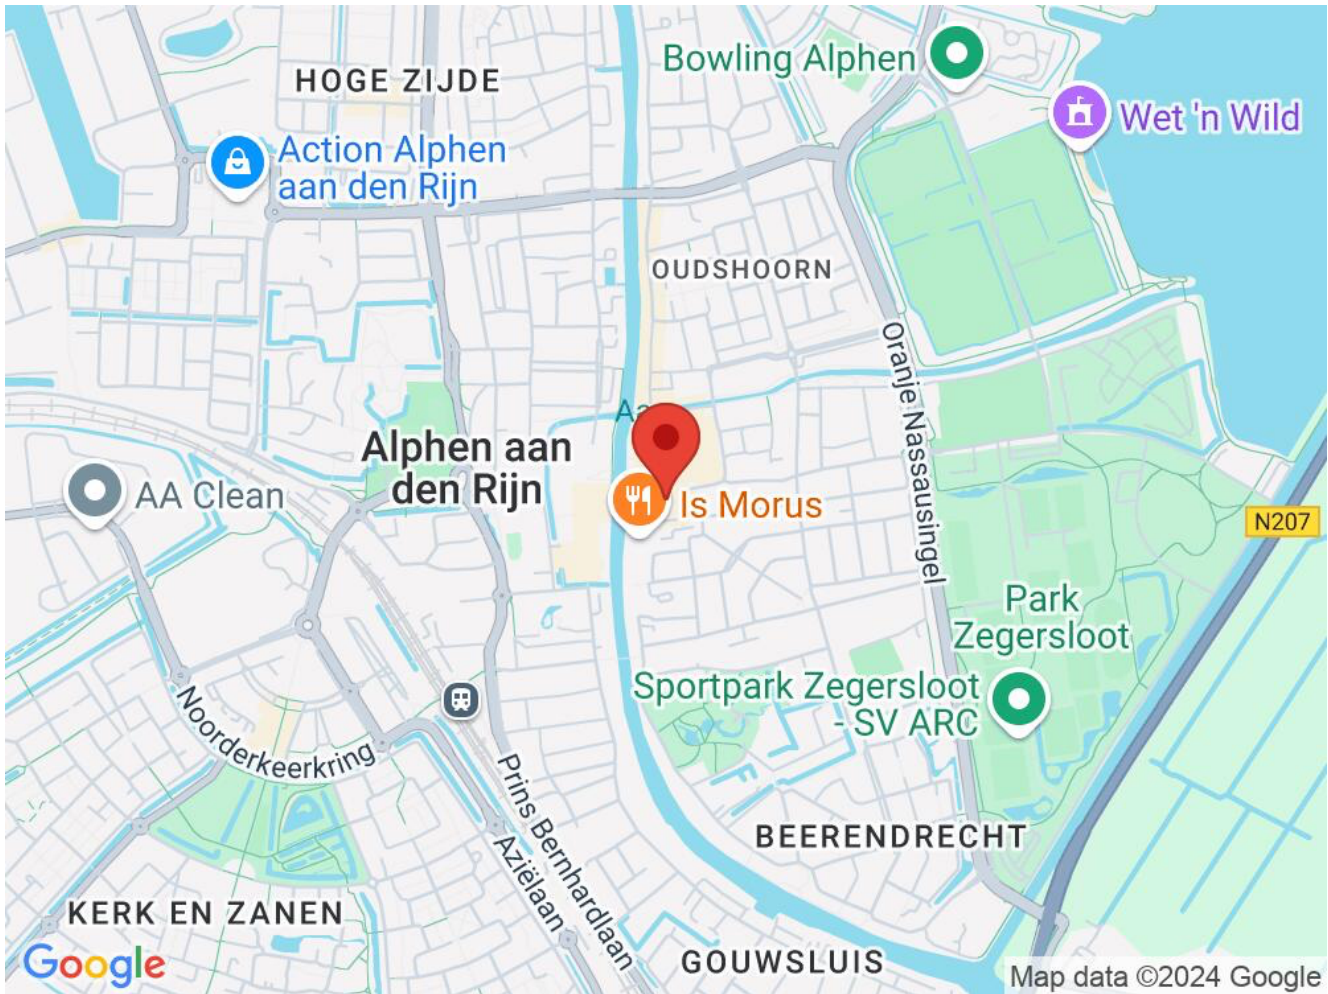 Bowling Alphen
HOGE ZIJDE
Wet 'n Wild
Action Alphen
aan den Rijn
OUDSHOORN
Oranje Nassausingel
Alphen aan
den Rijn
AA Clean
Is Morus
N207
Park
Zegersloot
Sportpark Zegersloot
- SV ARC
Noorderkeerkring
Prins Bernhardlaan
Aziëlaan
BEERENDRECHT
KERK EN ZANEN
GOUWSLUIS
Google
Map data ©2024 Google